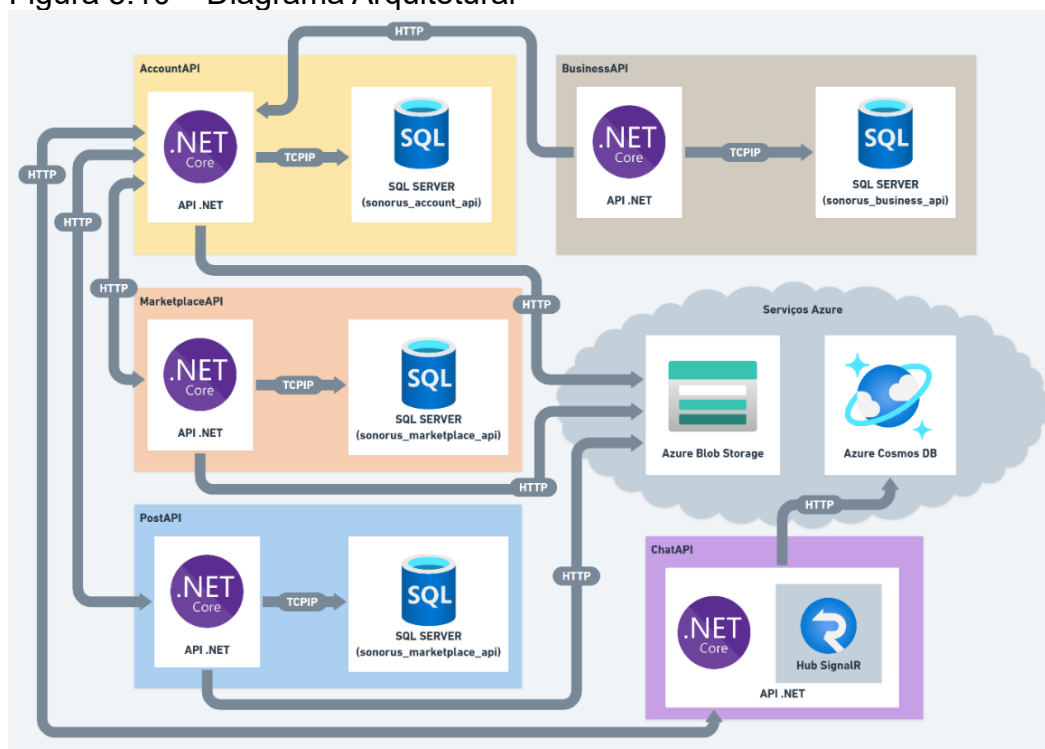 Figura 3.10 – Diagrama Arquitetural
HTTP
AccountAPI
.NET
Core
API .NET
TCPIP
SQL
SQL SERVER
(sonorus_account_api)
BusinessAPI
.NET
Core
API .NET
TCPIP
SQL
SQL SERVER
(sonorus_business_api)
HTTP
HTTP
HTTP
MarketplaceAPI
.NET
Core
API .NET
TCPIP
SQL
SQL SERVER
(sonorus_marketplace_api)
HTTP
HTTP
Serviços Azure
Azure Blob Storage
Azure Cosmos DB
HTTP
PostAPI
.NET
Core
API .NET
TCPIP
SQL
SQL SERVER
(sonorus_marketplace_api)
HTTP
ChatAPI
.NET
Core
Hub SignalR
API .NET